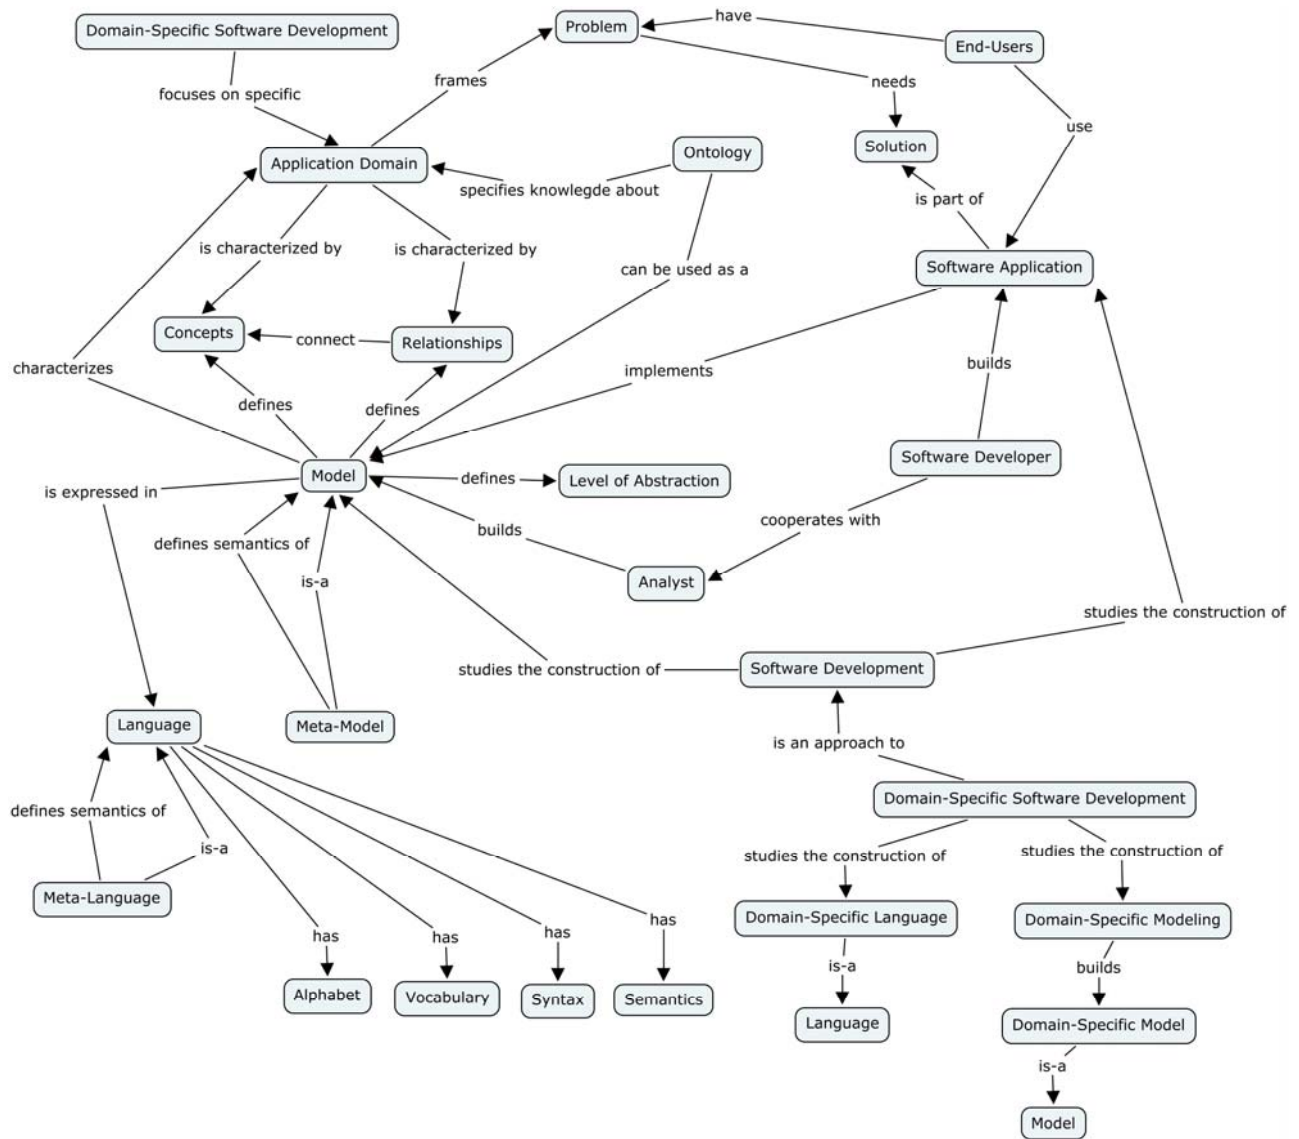 Domain-Specific Software Development
Problem
have
End-Users
focuses on specific
frames
needs
use
Application Domain
Ontology
Solution
specifies knowlegde about
is part of
is characterized by
is characterized by
can be used as a
Software Application
Concepts
connect
Relationships
characterizes
implements
builds
defines
defines
Model
defines
Level of Abstraction
Software Developer
is expressed in
builds
cooperates with
defines semantics of
is-a
Analyst
studies the construction of
studies the construction of
Software Development
Language
Meta-Model
is an approach to
defines semantics of
is-a
Domain-Specific Software Development
studies the construction of
studies the construction of
Meta-Language
Domain-Specific Language
Domain-Specific Modeling
has
has
has
has
is-a
builds
Alphabet
Vocabulary
Syntax
Semantics
Language
Domain-Specific Model
is-a
Model